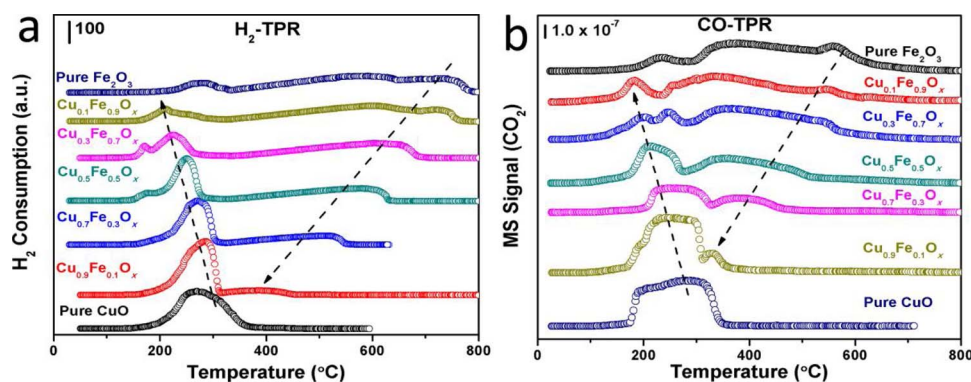 a
100
H2-TPR
Pure Fe2O3
Cu0.1Fe0.9O
Cu0.3Fe0.7Ox
Cu0.5Fe0.5Ox
Cu0.7Fe0.3Ox
Cu0.9Fe0.1Ox
Pure CuO
H2 Consumption (a.u.)
0 200 400 600 800
Temperature (°C)
b
1.0 x 10-7
CO-TPR
Pure Fe2O3
Cu0.1Fe0.9Ox
Cu0.3Fe0.7Ox
Cu0.5Fe0.5Ox
Cu0.7Fe0.3Ox
Cu0.9Fe0.1Ox
Pure CuO
MS Signal (CO2)
0 200 400 600 800
Temperature (°C)